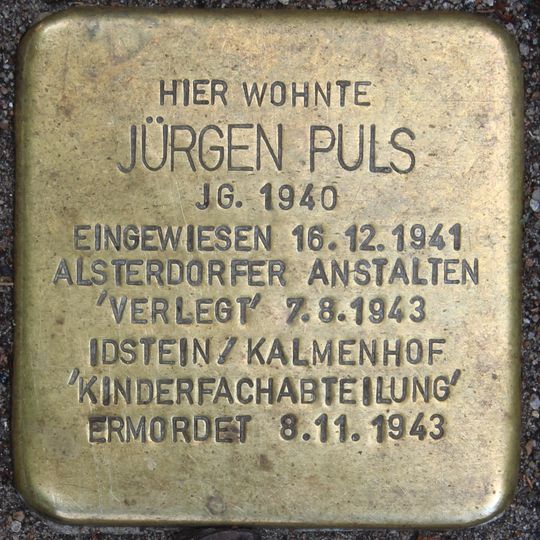 HIER WOHNTE
JÜRGEN PULS
JG. 1940
EINGEWIESEN 16.12.1941
ALSTERDORFER ANSTALTEN
'VERLEGT' 7.8.1943
IDSTEIN / KALMENHOF
'KINDERFACHABTEILUNG'
ERMORDET 8.11.1943